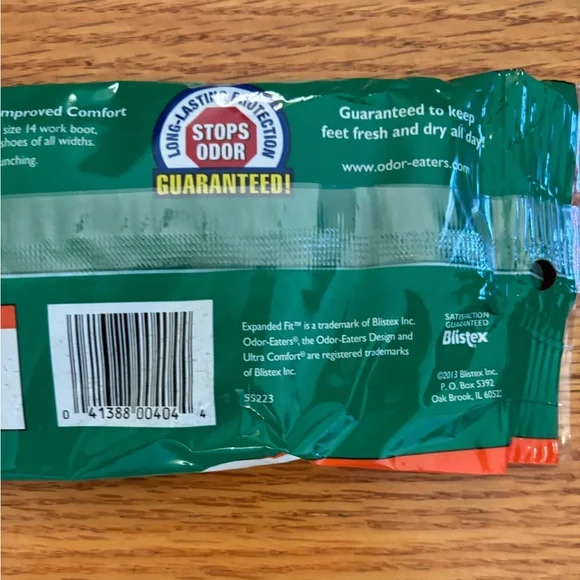 mproved Comfort
size 14 work boot,
shoes of all widths.
unching.
LONG-LASTING PROTECTION
STOPS
ODOR
GUARANTEED!
Guaranteed to keep
feet fresh and dry all day!
www.odor-eaters.com
Expanded Fit™ is a trademark of Blistex Inc.
Odor-Eaters®, the Odor-Eaters Design and
Ultra Comfort® are registered trademarks
of Blistex Inc.
55223
SATISFACTION
GUARANTEED
Blistex
©2013 Blistex Inc.
P. O. Box 5392
Oak Brook, IL 60522
0 41388 00404 4